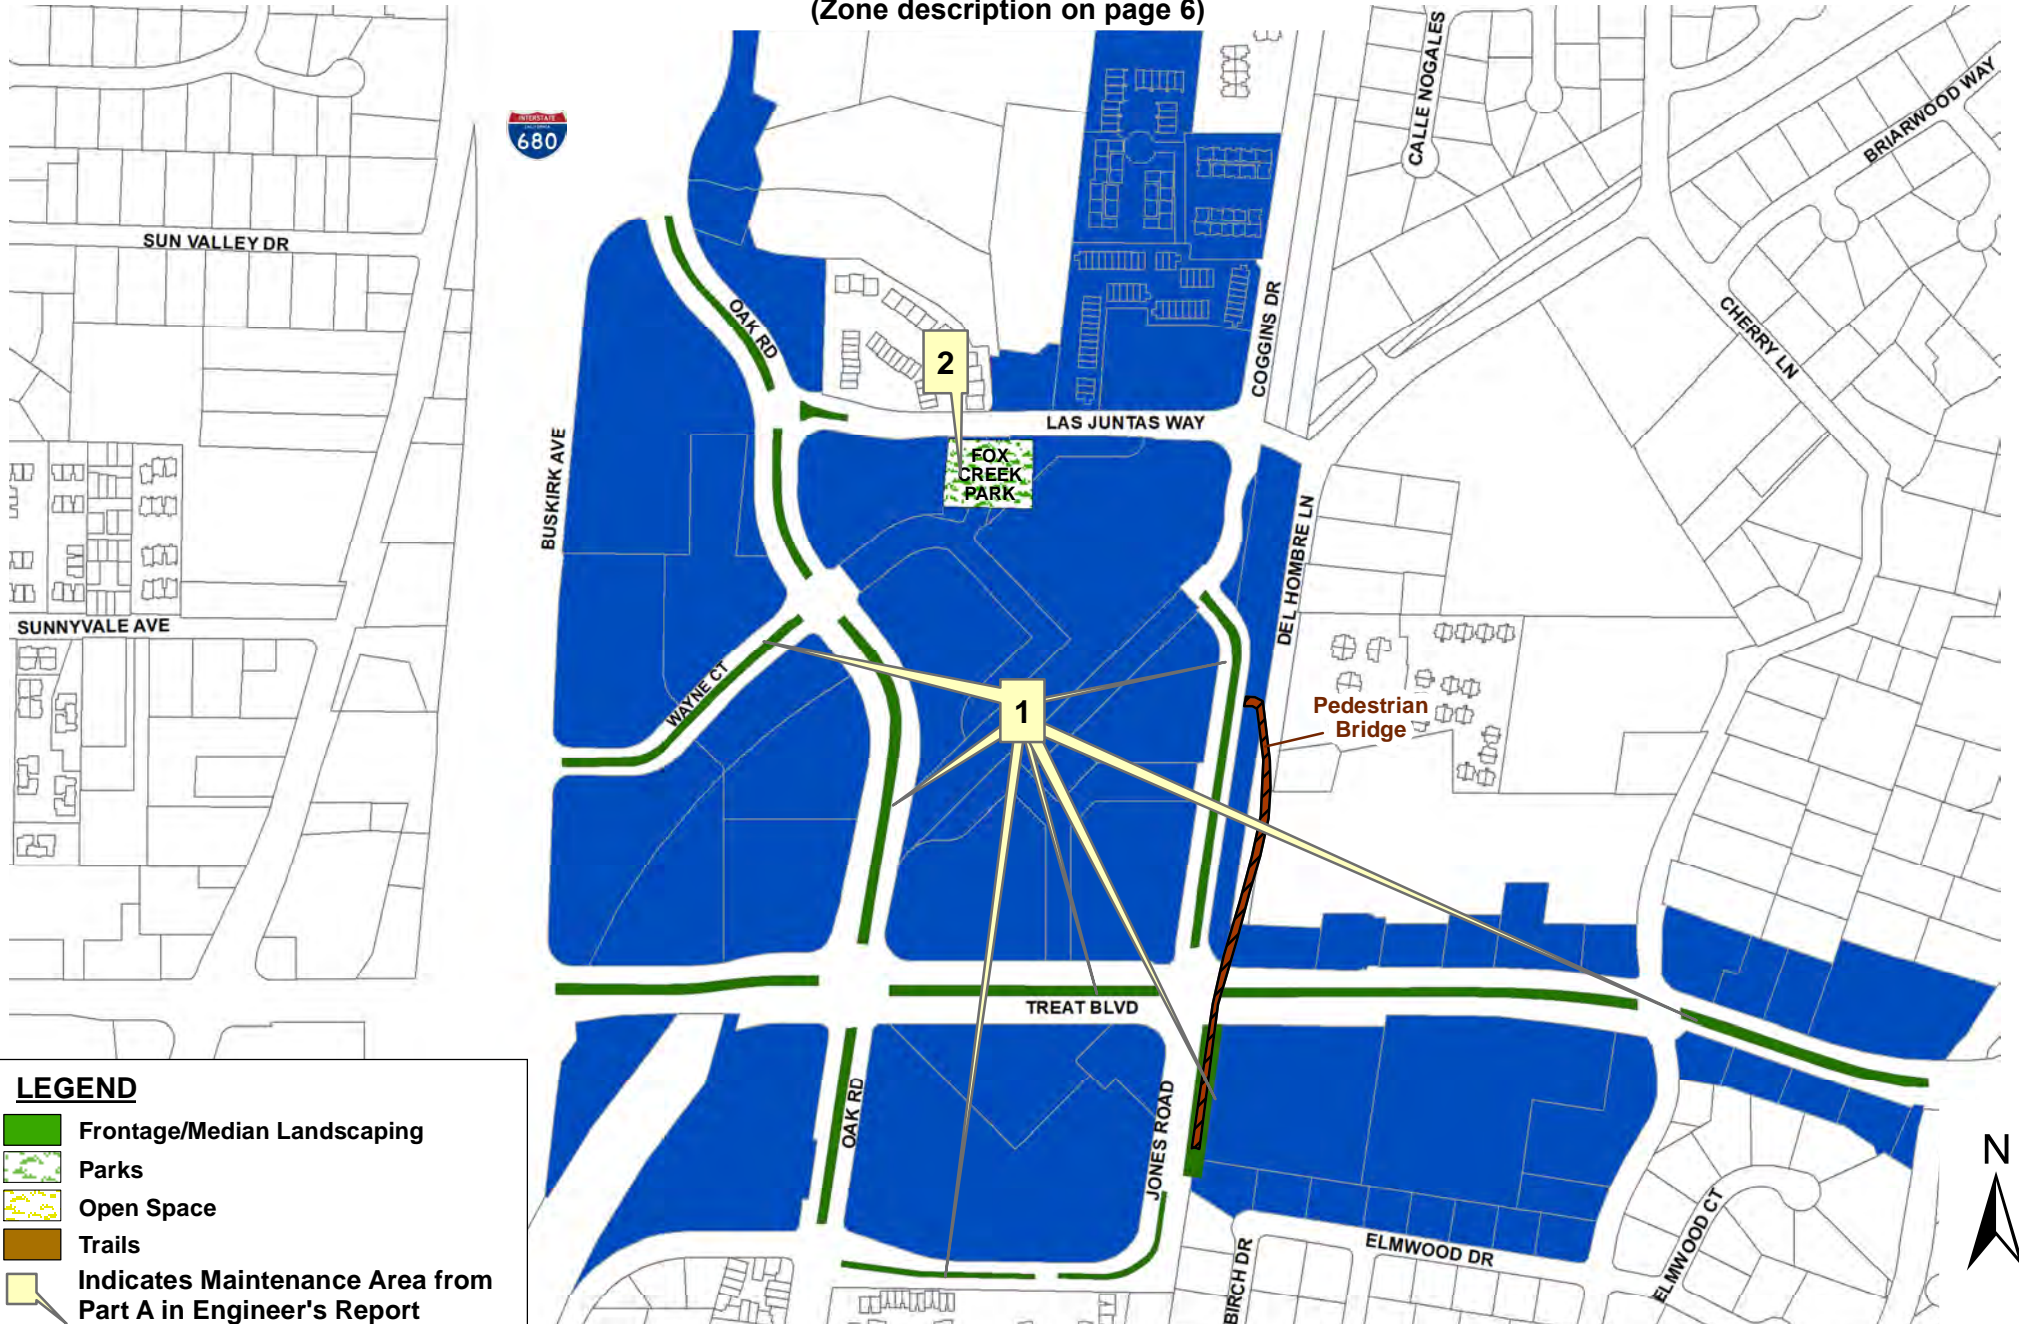 (Zone description on page 6)
CALLE NOGALES
BRIARWOOD WAY
INTERSTATE
CALIFORNIA
680
SUN VALLEY DR
OAK RD
COGGINS DR
CHERRY LN
2
LAS JUNTAS WAY
BUSKIRK AVE
FOX
CREEK
PARK
DEL HOMBRE LN
SUNNYVALE AVE
WAYNE CT
1
Pedestrian
Bridge
TREAT BLVD
OAK RD
JONES ROAD
BIRCH DR
ELMWOOD DR
ELMWOOD CT
N
LEGEND
Frontage/Median Landscaping
Parks
Open Space
Trails
Indicates Maintenance Area from
Part A in Engineer's Report